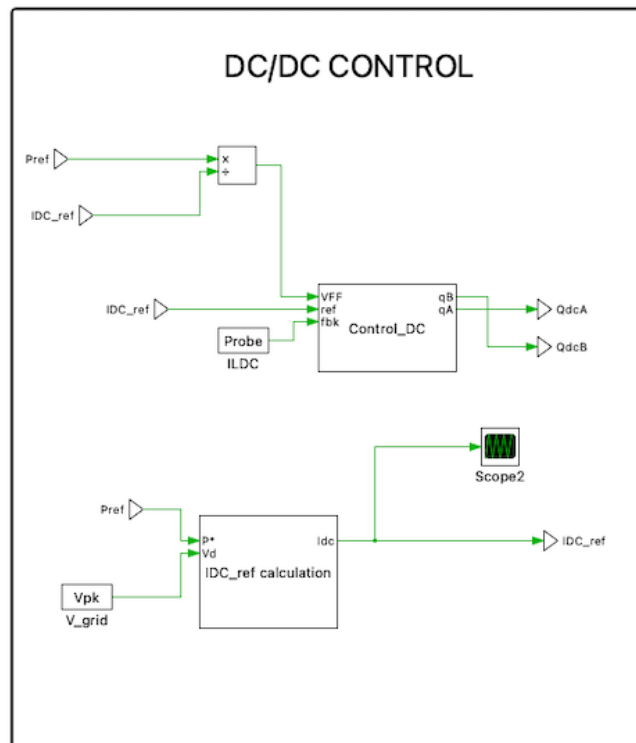 DC/DC CONTROL
Pref
×
÷
IDC_ref
IDC_ref
VFF
ref
fbk
Control_DC
qB
qA
QdcA
QdcB
Probe
ILDC
Scope2
Pref
P*
Vd
Idc
IDC_ref calculation
IDC_ref
Vpk
V_grid